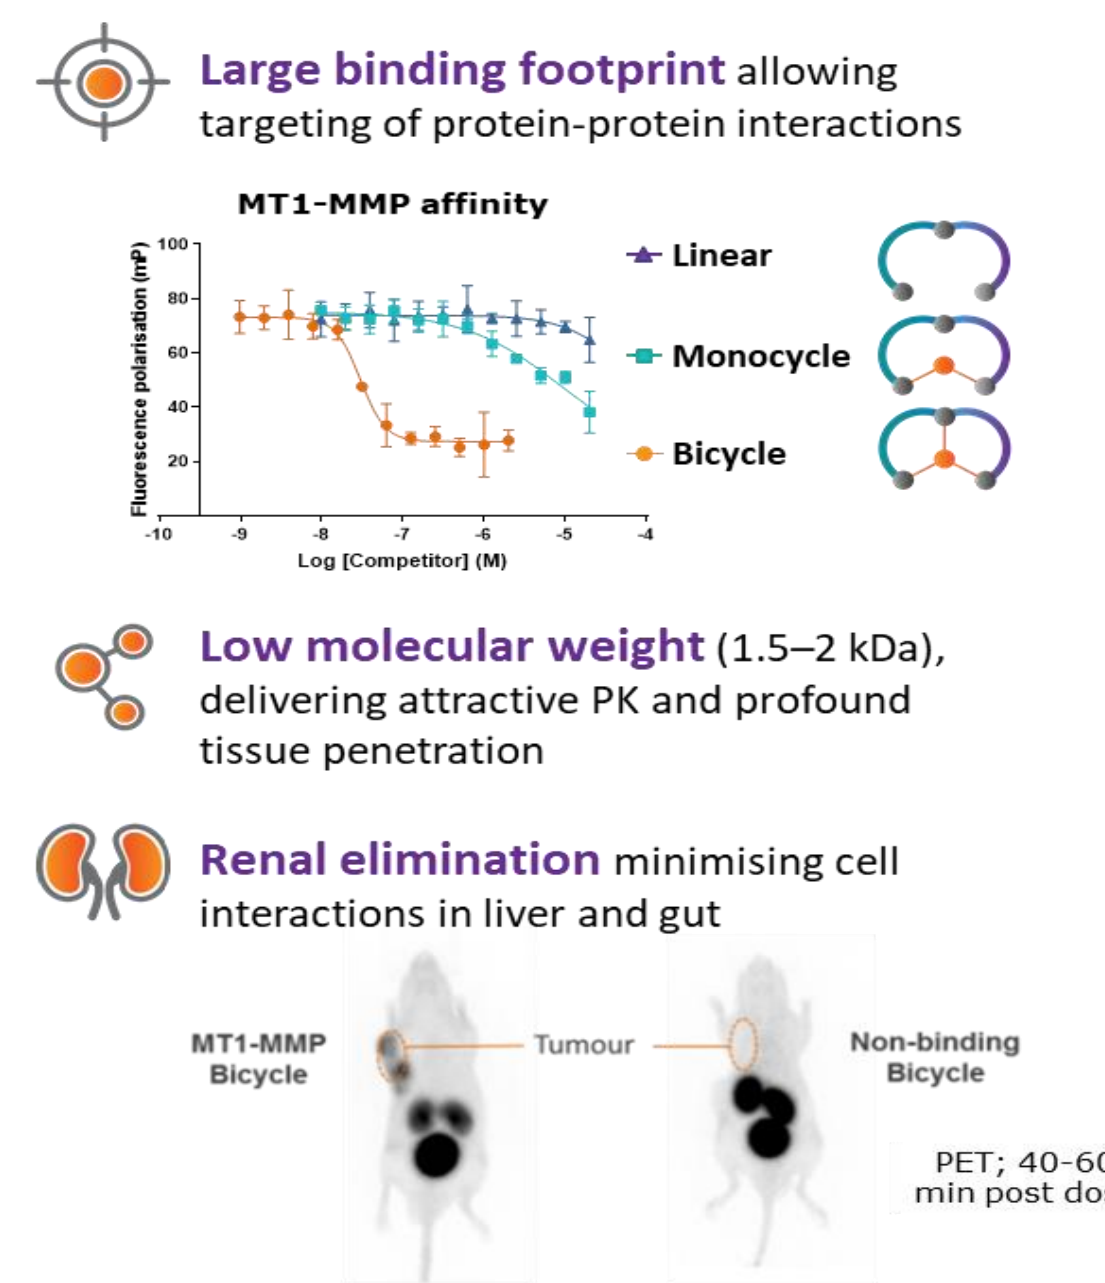 Large binding footprint allowing
targeting of protein-protein interactions
MT1-MMP affinity
Fluorescence polarisation (mP)
100
80
60
40
20
-10 -9 -8 -7 -6 -5 -4
Log [Competitor] (M)
Linear
Monocycle
Bicycle
Low molecular weight (1.5–2 kDa),
delivering attractive PK and profound
tissue penetration
Renal elimination minimising cell
interactions in liver and gut
MT1-MMP
Bicycle
Tumour
Non-binding
Bicycle
PET; 40-60
min post do